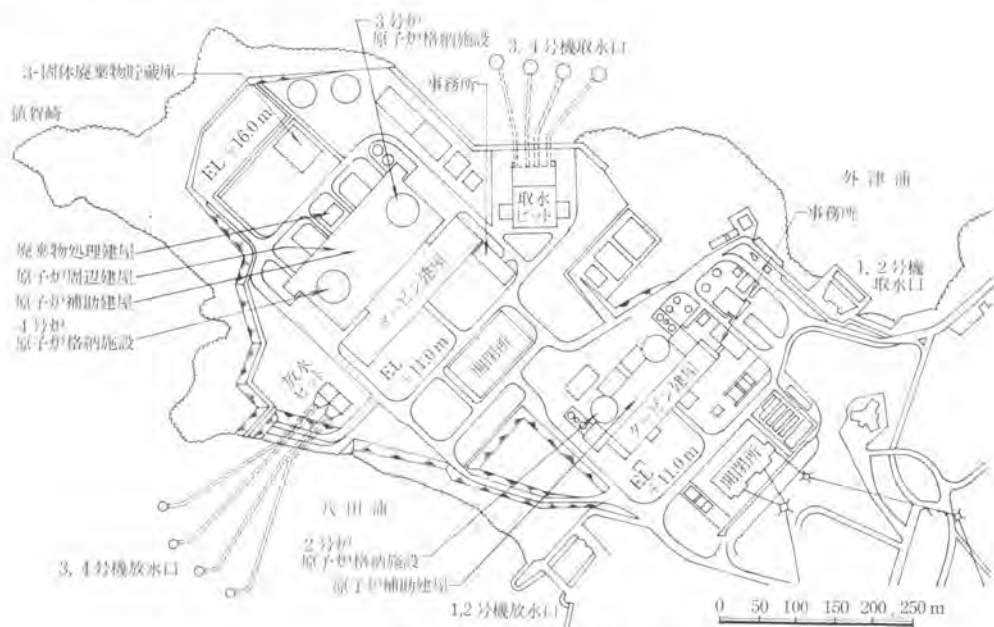 3号炉
原子炉格納施設
3, 4号機取水口
3-固体廃棄物貯蔵庫
事務所
値賀崎
EL +16.0 m
取水
ピット
外津浦
事務所
1, 2号機
取水口
廃棄物処理建屋
原子炉周辺建屋
原子炉補助建屋
4号炉
原子炉格納施設
タービン建屋
EL +11.0 m
開閉所
放水
ピット
タービン建屋
EL +11.0 m
開閉所
八田浦
3, 4号機放水口
2号炉
原子炉格納施設
原子炉補助建屋
1,2号機放水口
0 50 100 150 200 250 m